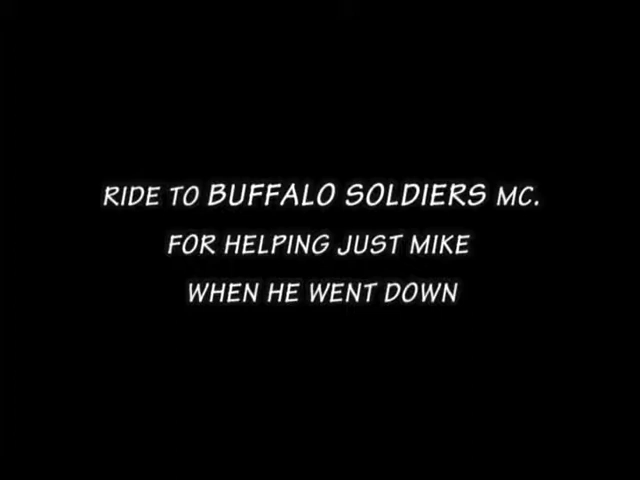 RIDE TO BUFFALO SOLDIERS MC.
FOR HELPING JUST MIKE
WHEN HE WENT DOWN